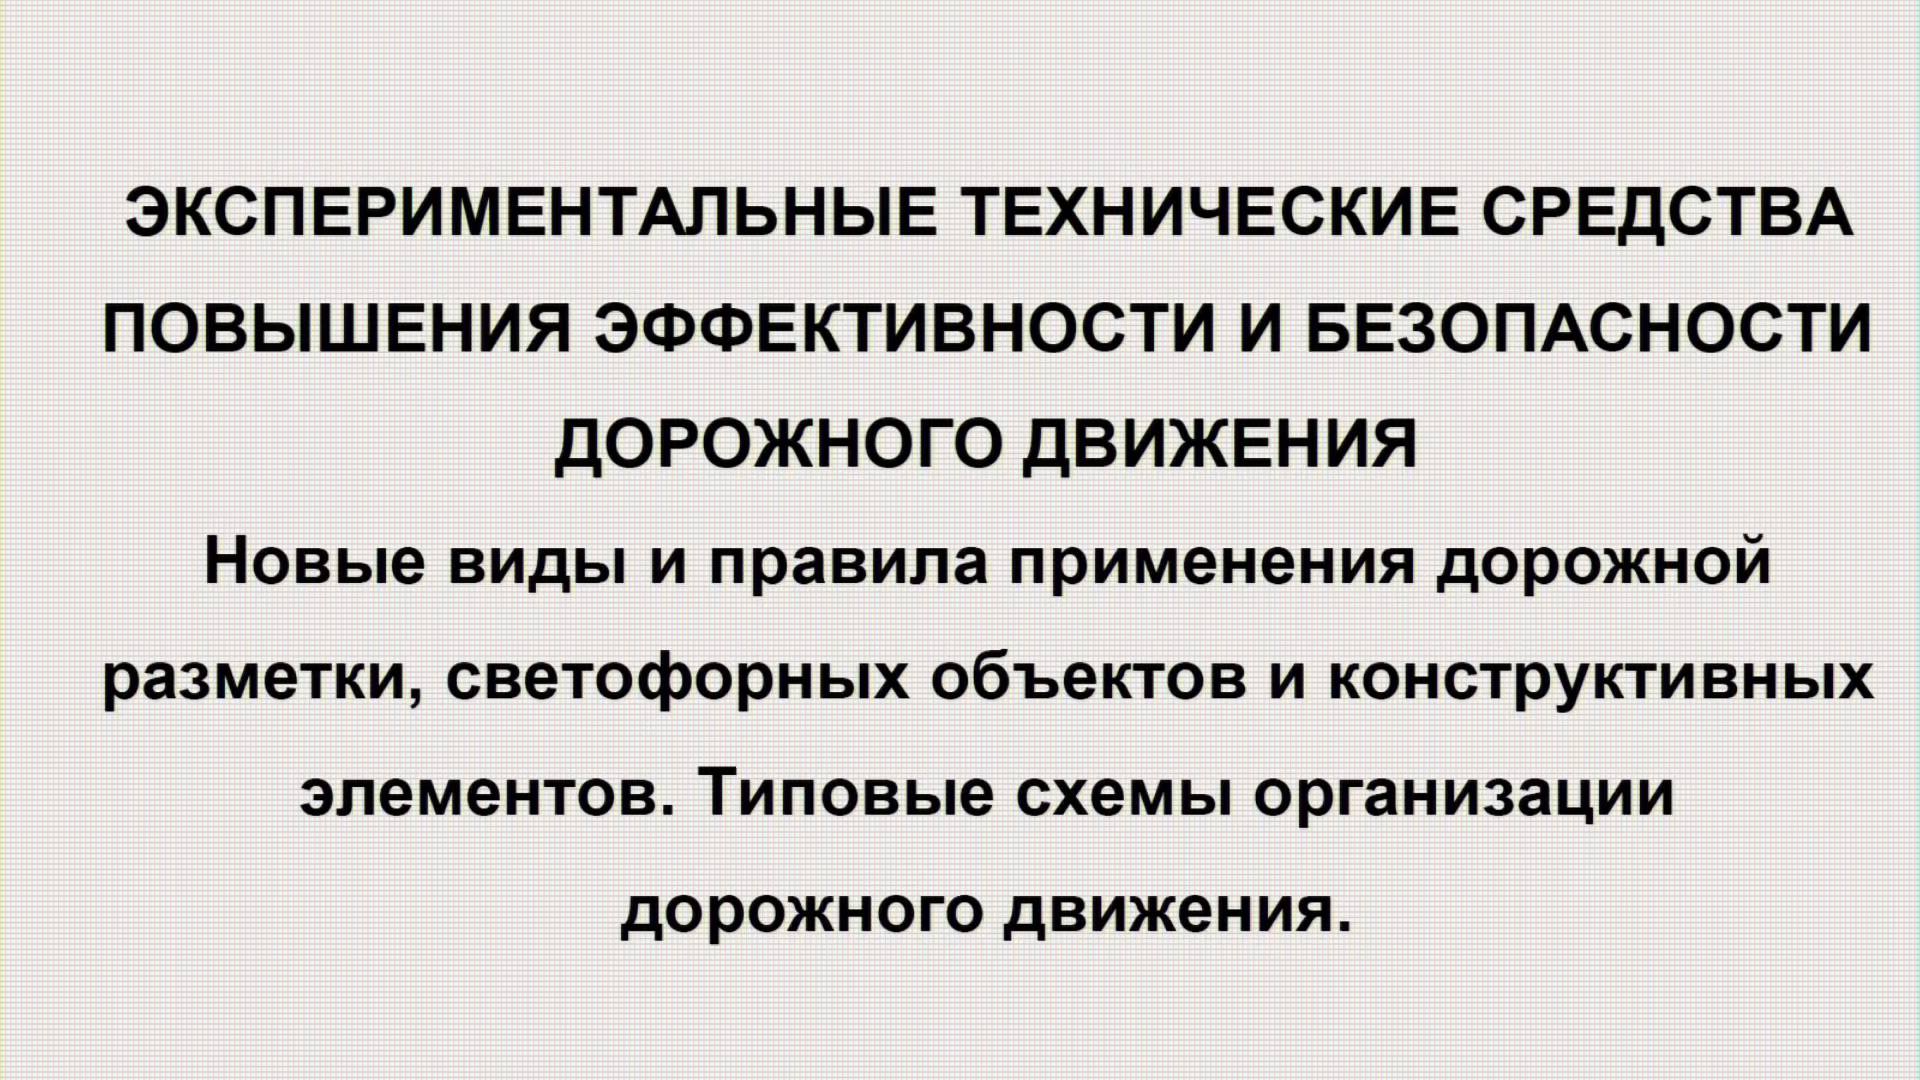 ЭКСПЕРИМЕНТАЛЬНЫЕ ТЕХНИЧЕСКИЕ СРЕДСТВА
ПОВЫШЕНИЯ ЭФФЕКТИВНОСТИ И БЕЗОПАСНОСТИ
ДОРОЖНОГО ДВИЖЕНИЯ
Новые виды и правила применения дорожной
разметки, светофорных объектов и конструктивных
элементов. Типовые схемы организации
дорожного движения.